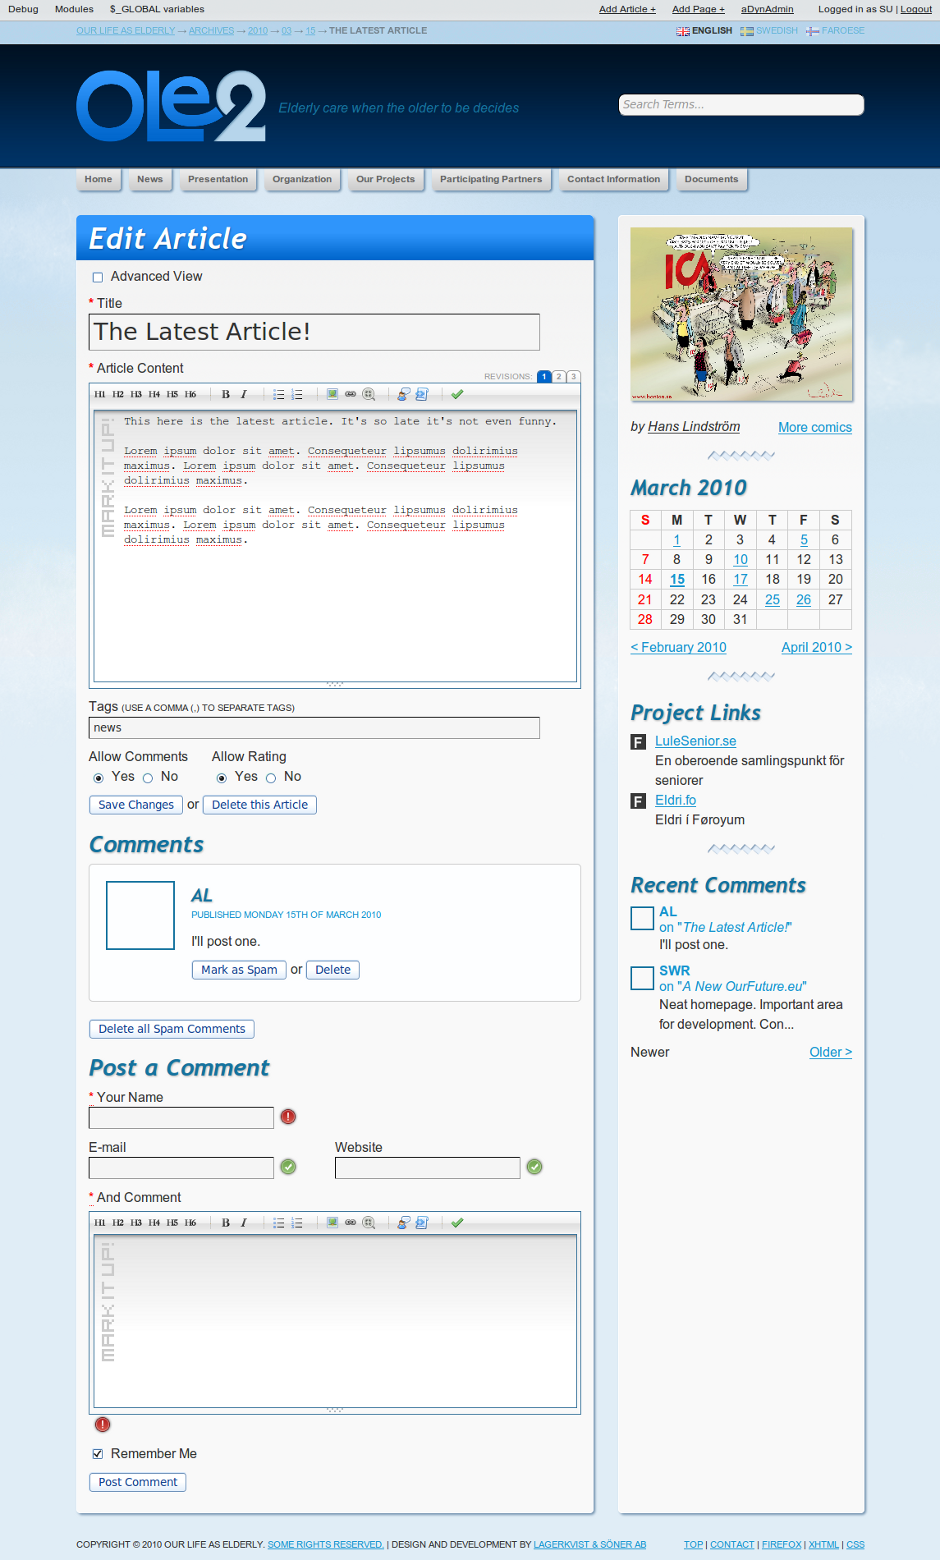 Debug Modules $_GLOBAL variables Add Article + Add Page + aDynAdmin Logged in as SU | Logout
OUR LIFE AS ELDERLY → ARCHIVES → 2010 → 03 → 15 → THE LATEST ARTICLE ENGLISH SWEDISH FAROESE
OLe2 Elderly care when the older to be decides Search Terms...
Home News Presentation Organization Our Projects Participating Partners Contact Information Documents
Edit Article
Advanced View
* Title
The Latest Article!
* Article Content
REVISIONS: 1 2 3
H1 H2 H3 H4 H5 H6 B I
MARK IT UP!
This here is the latest article. It's so late it's not even funny.
Lorem ipsum dolor sit amet. Consequeteur lipsumus dolirimius
maximus. Lorem ipsum dolor sit amet. Consequeteur lipsumus
dolirimius maximus.
Lorem ipsum dolor sit amet. Consequeteur lipsumus dolirimius
maximus. Lorem ipsum dolor sit amet. Consequeteur lipsumus
dolirimius maximus.
Tags (USE A COMMA (,) TO SEPARATE TAGS)
news
Allow Comments Allow Rating
Yes No Yes No
Save Changes or Delete this Article
Comments
AL
PUBLISHED MONDAY 15TH OF MARCH 2010
I'll post one.
Mark as Spam or Delete
Delete all Spam Comments
Post a Comment
* Your Name
E-mail Website
* And Comment
H1 H2 H3 H4 H5 H6 B I
MARK IT UP!
Remember Me
Post Comment
ICA
www.haston.se
by Hans Lindström More comics
March 2010
S M T W T F S
1 2 3 4 5 6
7 8 9 10 11 12 13
14 15 16 17 18 19 20
21 22 23 24 25 26 27
28 29 30 31
< February 2010 April 2010 >
Project Links
F LuleSenior.se
En oberoende samlingspunkt för
seniorer
F Eldri.fo
Eldri í Føroyum
Recent Comments
AL
on "The Latest Article!"
I'll post one.
SWR
on "A New OurFuture.eu"
Neat homepage. Important area
for development. Con...
Newer Older >
COPYRIGHT © 2010 OUR LIFE AS ELDERLY. SOME RIGHTS RESERVED. | DESIGN AND DEVELOPMENT BY LAGERKVIST & SÖNER AB TOP | CONTACT | FIREFOX | XHTML | CSS